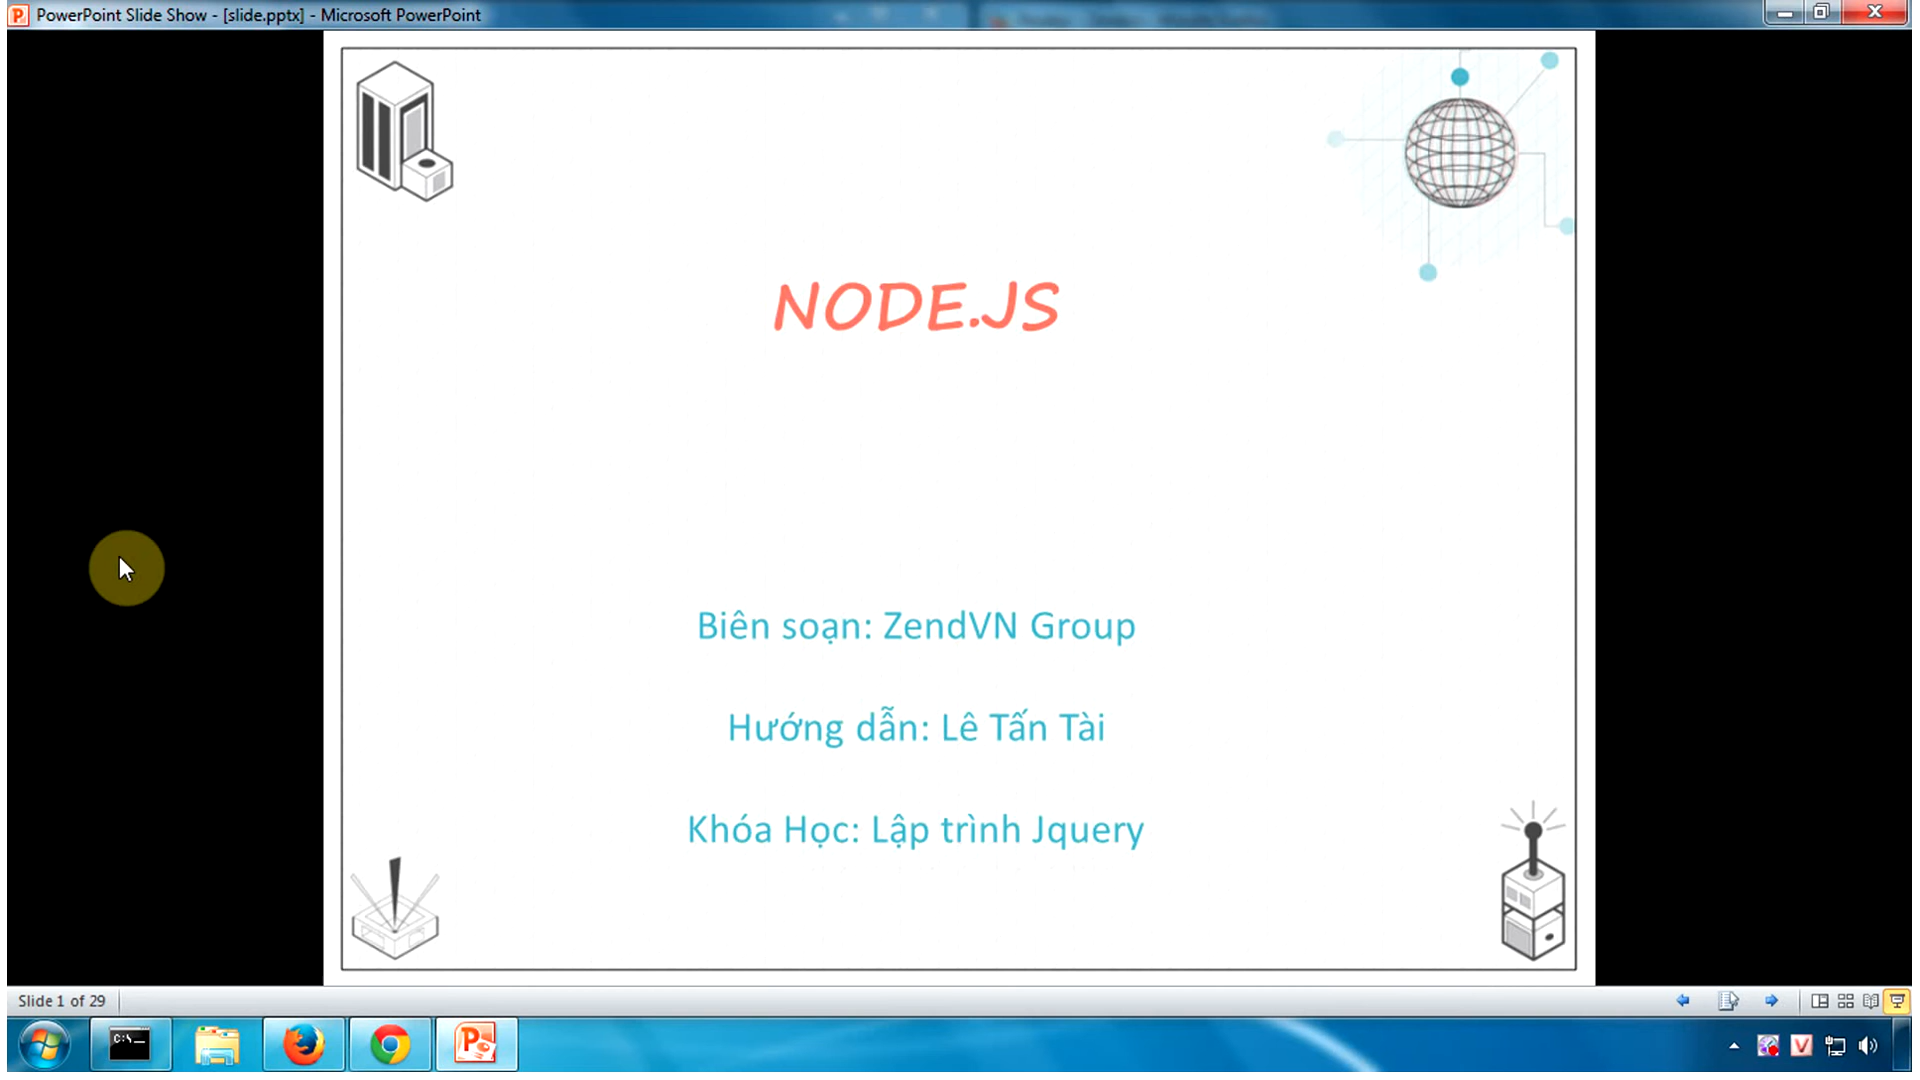 PowerPoint Slide Show - [slide.pptx] - Microsoft PowerPoint
NODE.JS
Biên soạn: ZendVN Group
Hướng dẫn: Lê Tấn Tài
Khóa Học: Lập trình Jquery
Slide 1 of 29
C:\._